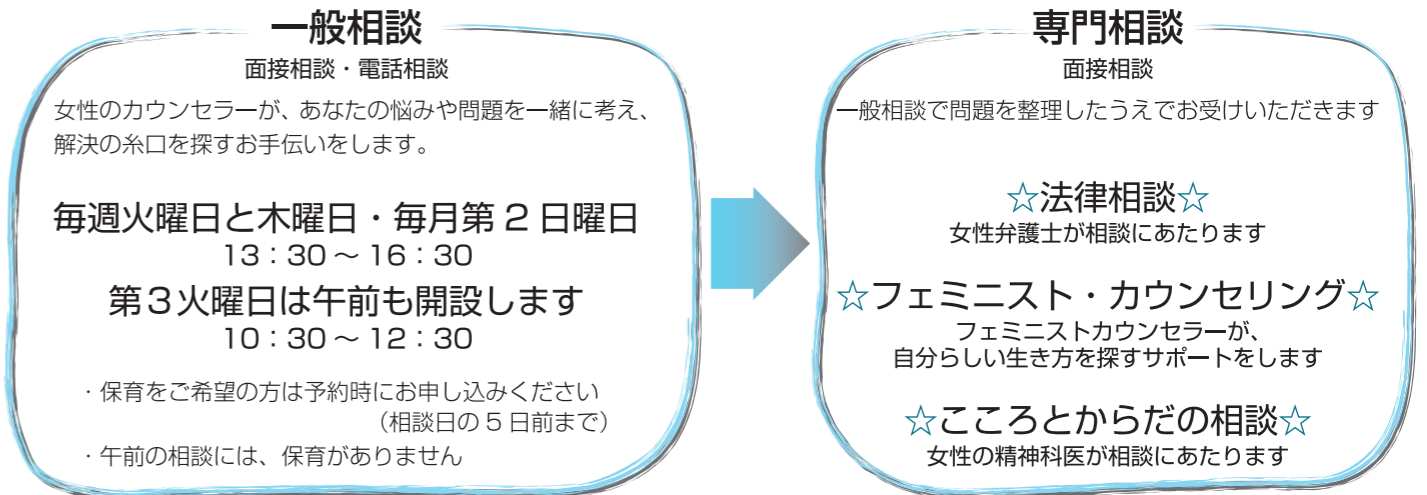 一般相談
面接相談・電話相談
女性のカウンセラーが、あなたの悩みや問題を一緒に考え、
解決の糸口を探すお手伝いをします。
毎週火曜日と木曜日・毎月第２日曜日
13：30～16：30
第３火曜日は午前も開設します
10：30～12：30
・保育をご希望の方は予約時にお申し込みください
（相談日の５日前まで）
・午前の相談には、保育がありません
専門相談
面接相談
一般相談で問題を整理したうえでお受けいただきます
☆法律相談☆
女性弁護士が相談にあたります
☆フェミニスト・カウンセリング☆
フェミニストカウンセラーが、
自分らしい生き方を探すサポートをします
☆こころとからだの相談☆
女性の精神科医が相談にあたります